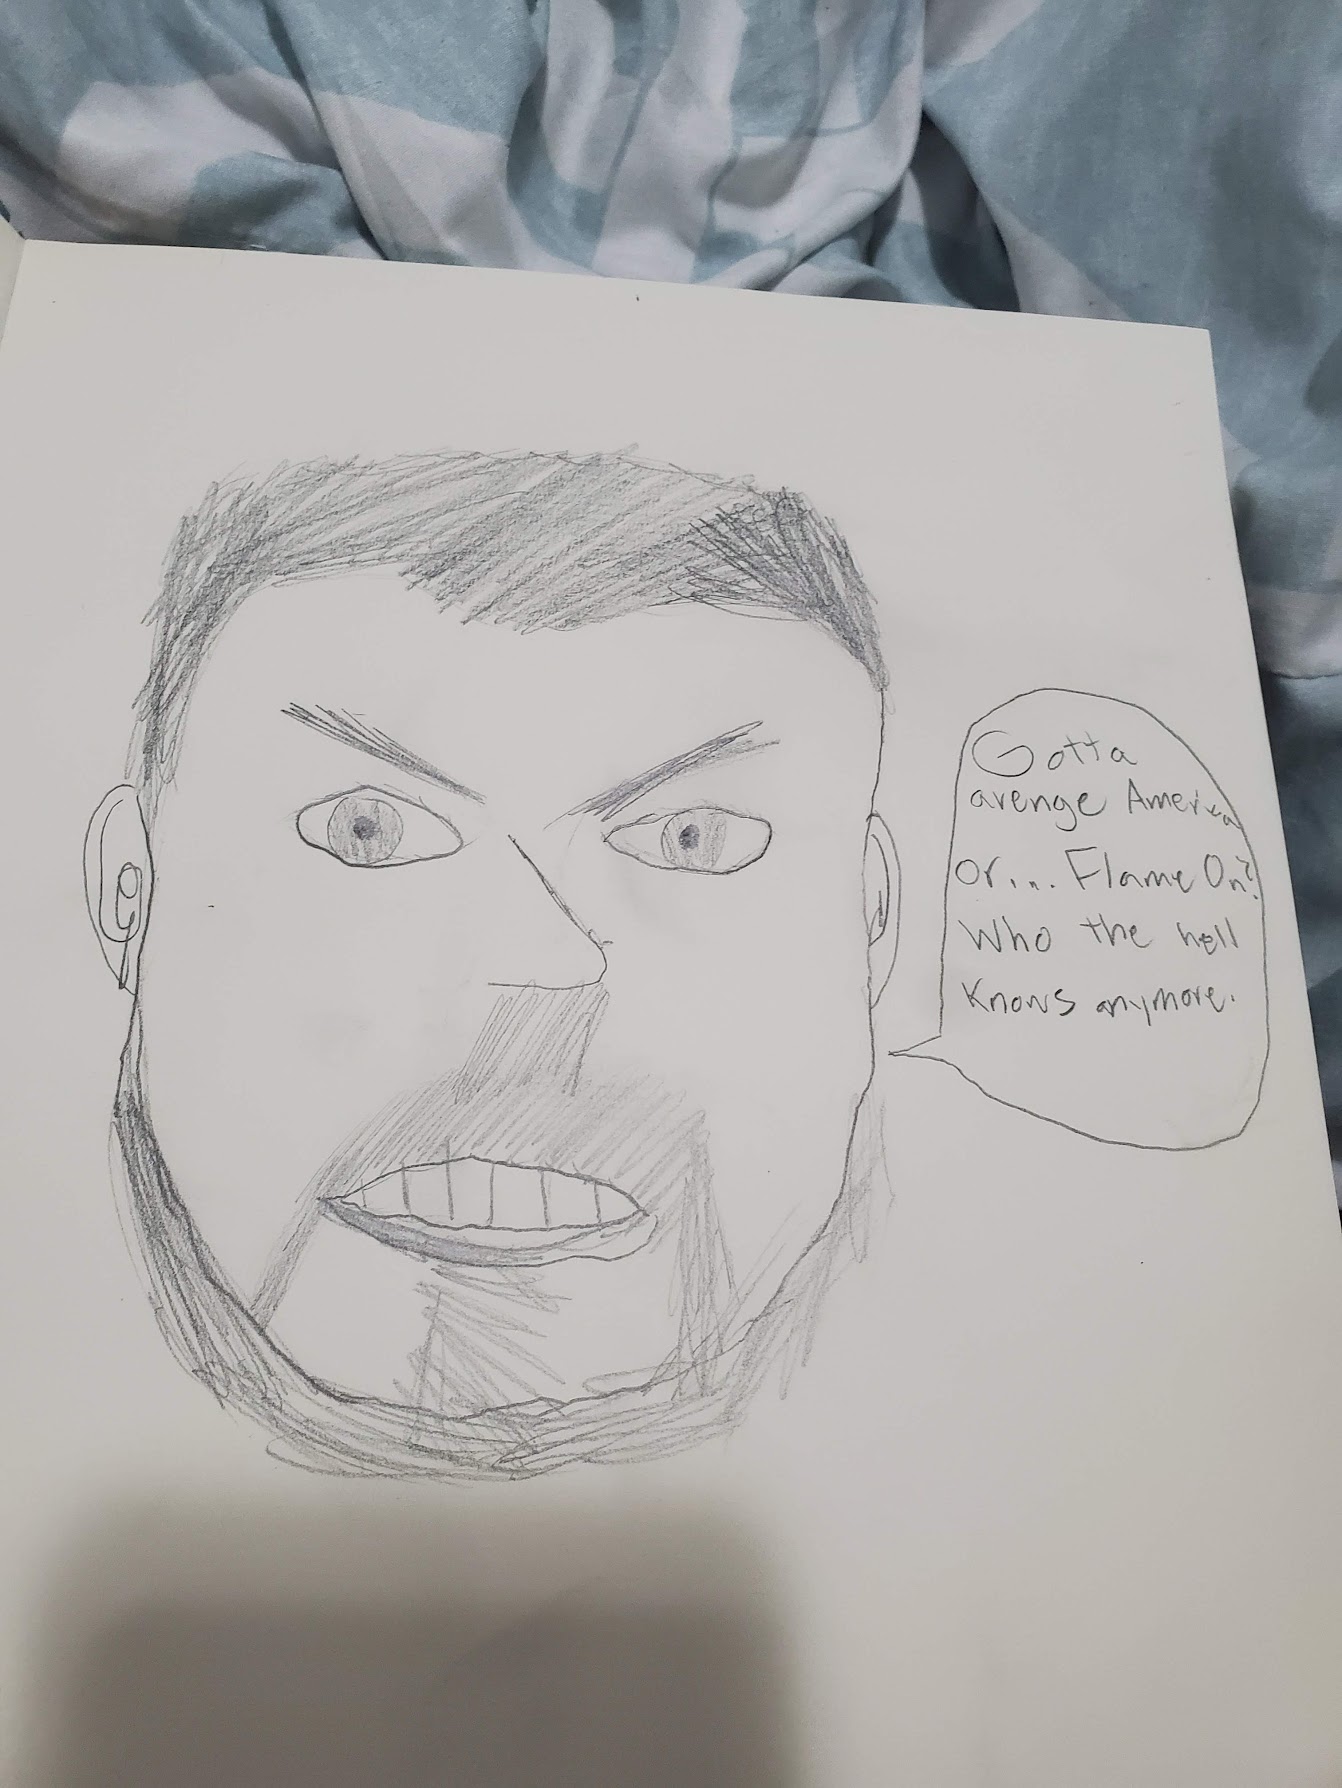 Gotta
avenge America
or... Flame On?
Who the hell
knows anymore.